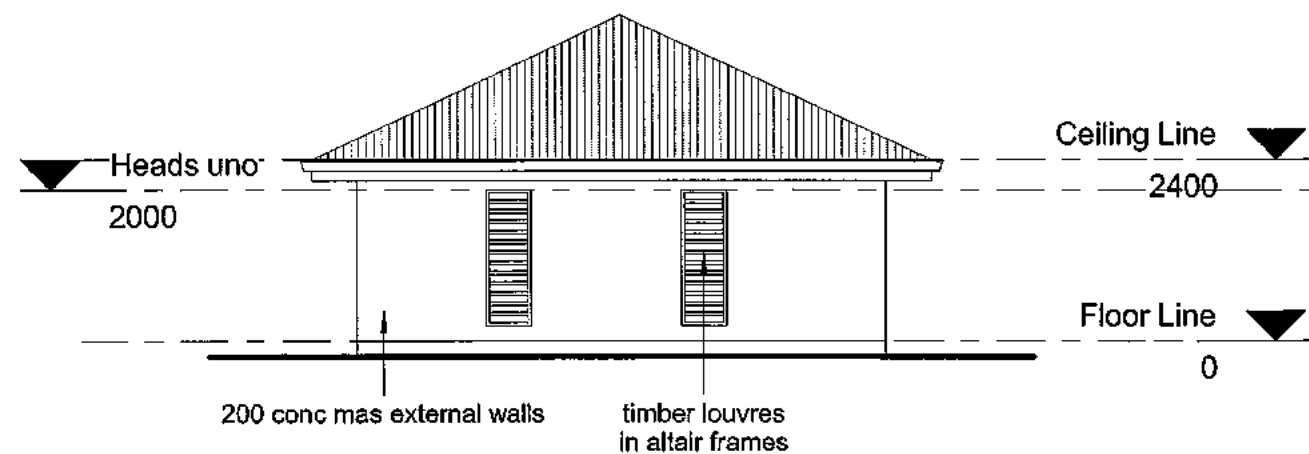 Heads uno
2000
Ceiling Line
2400
Floor Line
0
200 conc mas external walls
timber louvres
in altair frames